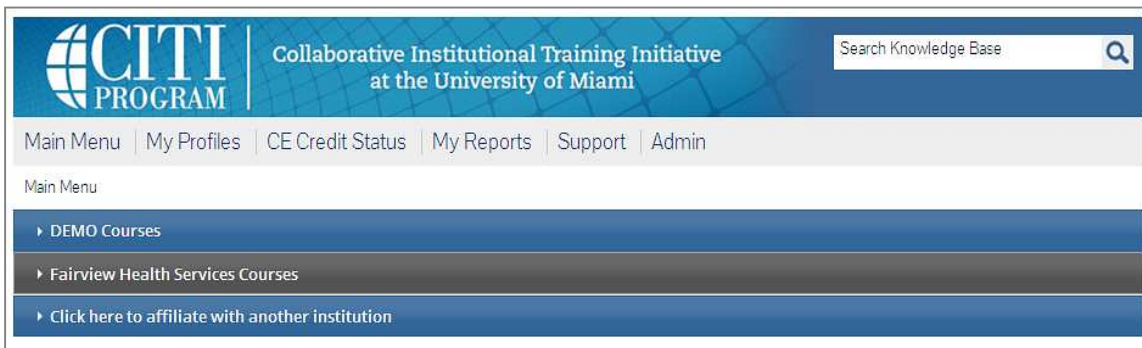 CITI
PROGRAM
Collaborative Institutional Training Initiative
at the University of Miami
Search Knowledge Base
Main Menu My Profiles CE Credit Status My Reports Support Admin
Main Menu
DEMO Courses
Fairview Health Services Courses
Click here to affiliate with another institution